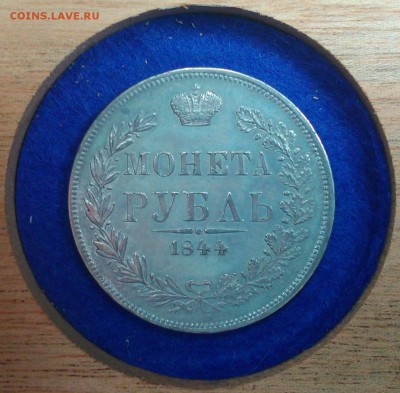 COINS.LAVE.RU
МОНЕТА
РУБЛЬ
1844